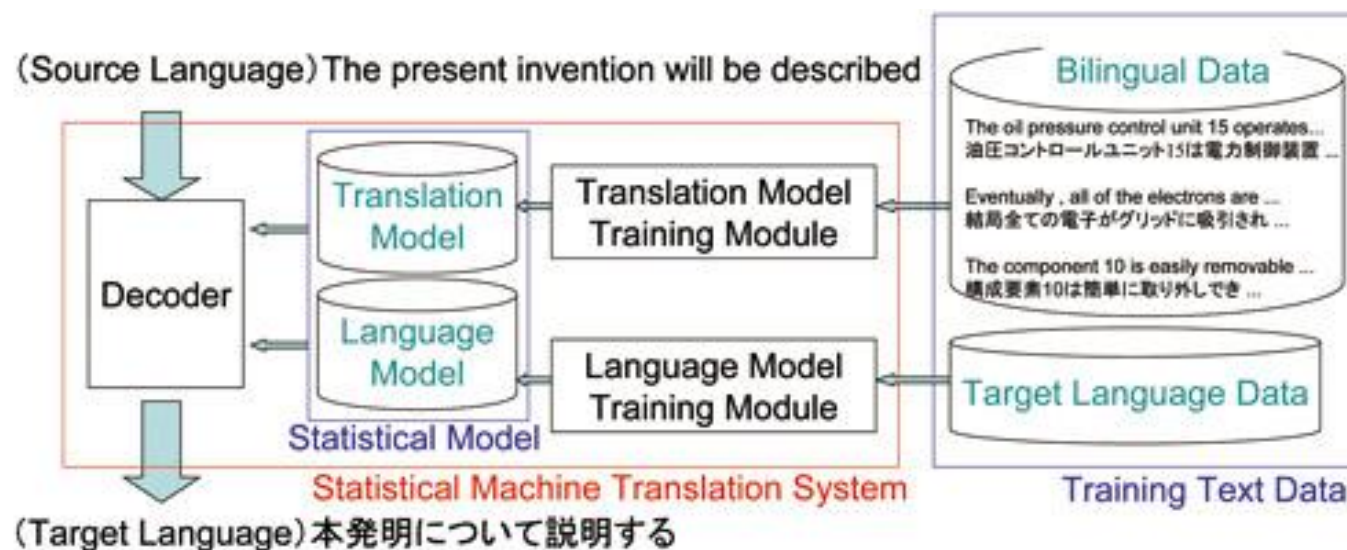 (Source Language) The present invention will be described
Bilingual Data
The oil pressure control unit 15 operates...
油圧コントロールユニット15は電力制御装置 ...
Eventually , all of the electrons are ...
結局全ての電子がグリッドに吸引され ...
The component 10 is easily removable ...
構成要素10は簡単に取り外しでき ...
Translation
Model
Translation Model
Training Module
Decoder
Language
Model
Language Model
Training Module
Target Language Data
Statistical Model
Statistical Machine Translation System
Training Text Data
(Target Language) 本発明について説明する